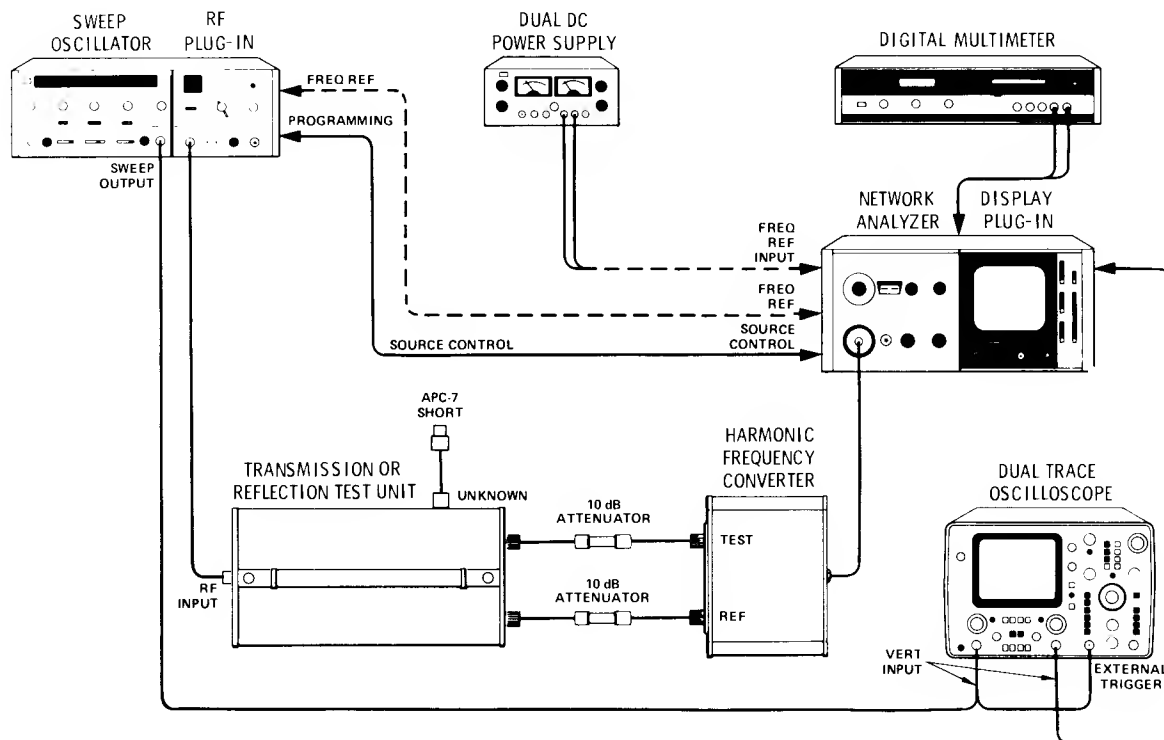 SWEEP
OSCILLATOR
RF
PLUG-IN
DUAL DC
POWER SUPPLY
DIGITAL MULTIMETER
FREQ REF
PROGRAMMING
SWEEP
OUTPUT
NETWORK
ANALYZER
DISPLAY
PLUG-IN
FREQ
REF
INPUT
FREQ
REF
SOURCE CONTROL
SOURCE
CONTROL
APC-7
SHORT
TRANSMISSION OR
REFLECTION TEST UNIT
UNKNOWN
HARMONIC
FREQUENCY
CONVERTER
DUAL TRACE
OSCILLOSCOPE
10 dB
ATTENUATOR
TEST
RF
INPUT
10 dB
ATTENUATOR
REF
VERT
INPUT
EXTERNAL
TRIGGER